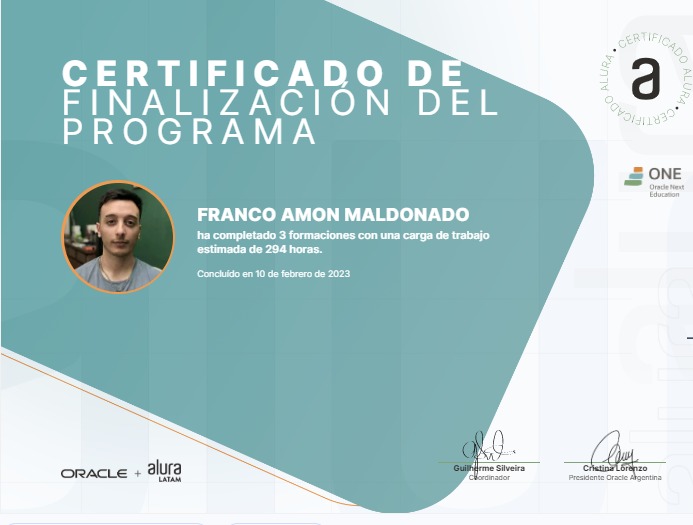 CERTIFICADO DE
FINALIZACIÓN DEL
PROGRAMA
CERTIFICADO ALURA • CERTIFICADO ALURA •
a
ONE
Oracle Next
Education
FRANCO AMON MALDONADO
ha completado 3 formaciones con una carga de trabajo
estimada de 294 horas.
Concluído en 10 de febrero de 2023
ORACLE + alura
LATAM
Guilherme Silveira
Coordinador
Cristina Lorenzo
Presidente Oracle Argentina